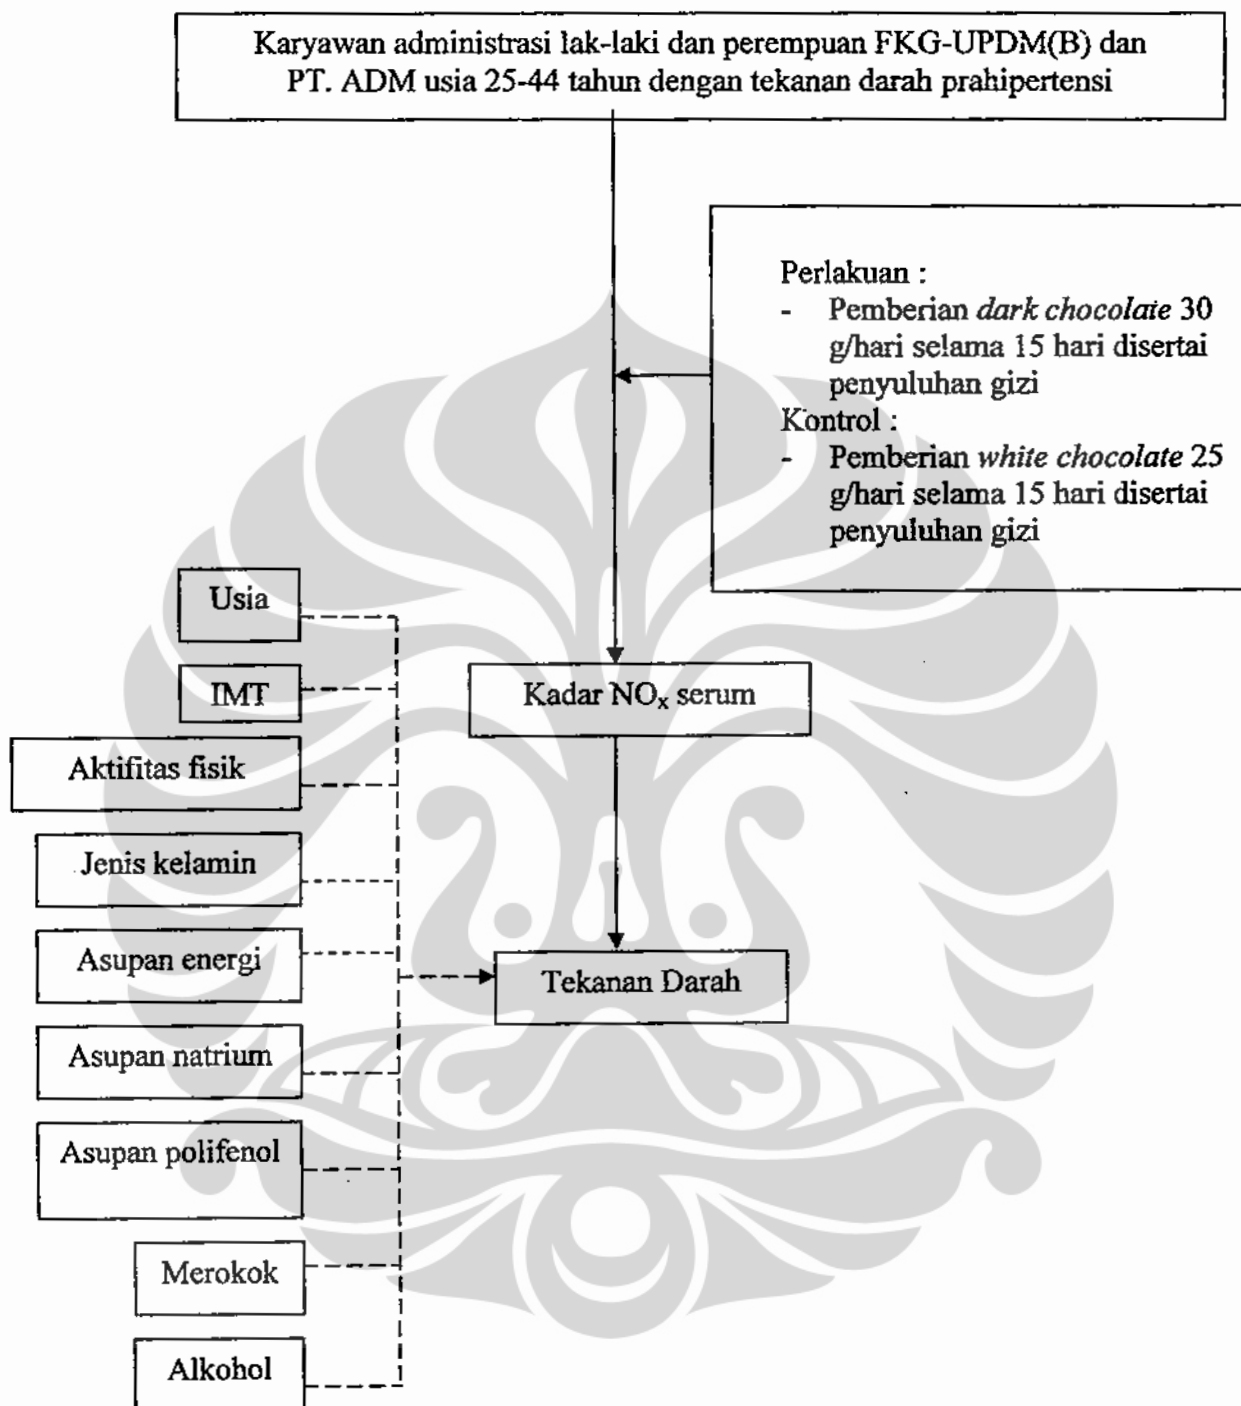 Karyawan administrasi lak-laki dan perempuan FKG-UPDM(B) dan
PT. ADM usia 25-44 tahun dengan tekanan darah prahipertensi
Perlakuan :
- Pemberian dark chocolate 30
g/hari selama 15 hari disertai
penyuluhan gizi
Kontrol :
- Pemberian white chocolate 25
g/hari selama 15 hari disertai
penyuluhan gizi
Usia
IMT
Kadar NOx serum
Aktifitas fisik
Jenis kelamin
Asupan energi
Tekanan Darah
Asupan natrium
Asupan polifenol
Merokok
Alkohol